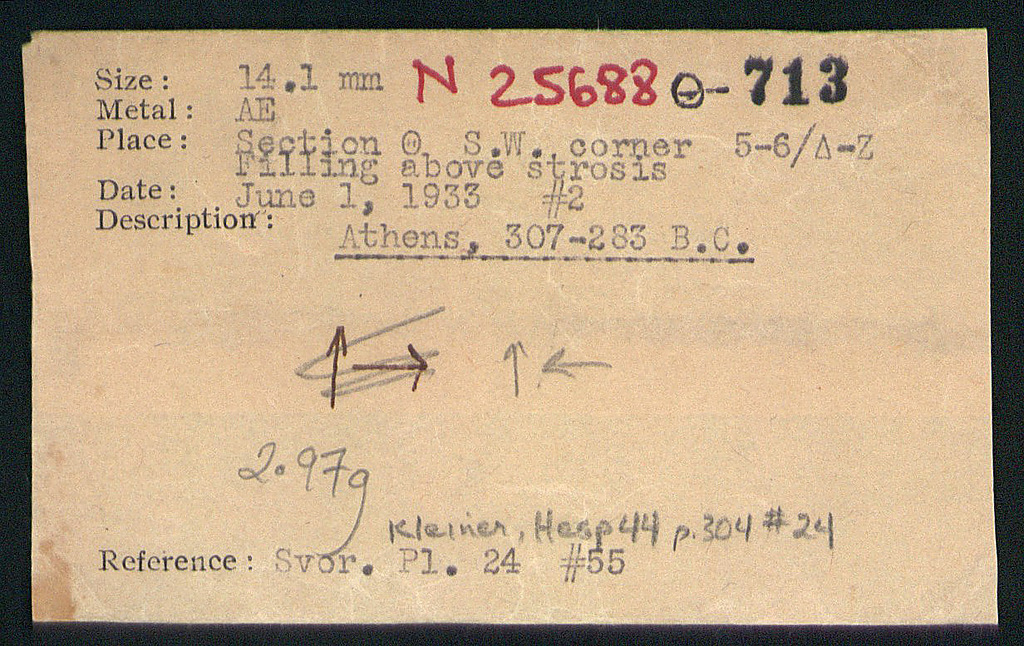 Size: 14.1 mm N 25688 Θ-713
Metal: AE
Place: Section Θ S.W. corner 5-6/Δ-Z
Filling above strosis
Date: June 1, 1933 #2
Description:
Athens, 307-283 B.C.
↑→ ↑←
2.97g
Kleiner, Hesp 44 p.304 #24
Reference: Svor. Pl. 24 #55